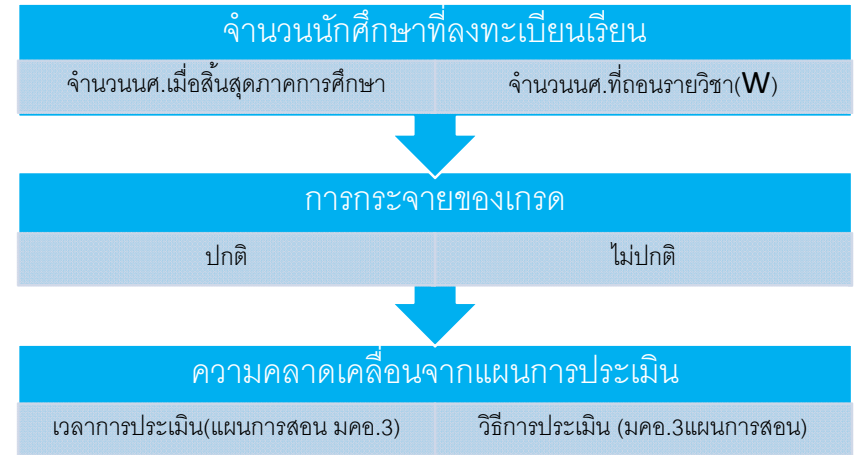 จำนวนนักศึกษาที่ลงทะเบียนเรียน
จำนวนนศ.เมื่อสิ้นสุดภาคการศึกษา
จำนวนนศ.ที่ถอนรายวิชา(W)
การกระจายของเกรด
ปกติ
ไม่ปกติ
ความคลาดเคลื่อนจากแผนการประเมิน
เวลาการประเมิน(แผนการสอน มคอ.3)
วิธีการประเมิน (มคอ.3แผนการสอน)